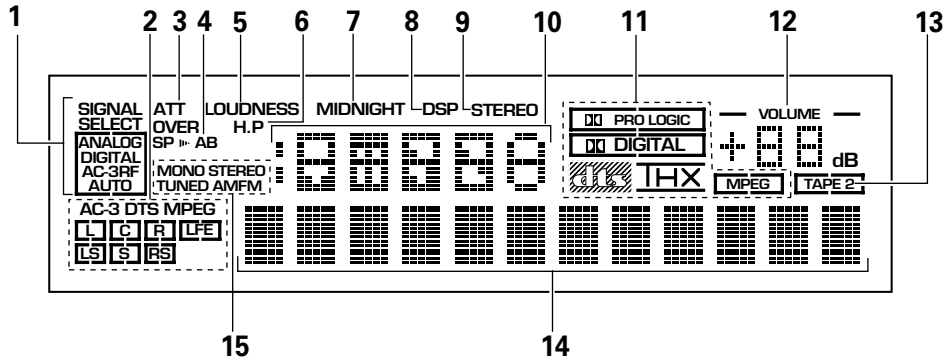 1 2 3 4 5 6 7 8 9 10 11 12 13
SIGNAL SELECT
ANALOG
DIGITAL
AC-3RF
AUTO
ATT
OVER
SP AB
LOUDNESS
H.P
MIDNIGHT DSP STEREO
MONO STEREO
TUNED AMFM
PRO LOGIC
DIGITAL
dts THX
MPEG
VOLUME
dB
TAPE 2
AC-3 DTS MPEG
L C R LFE
LS S RS
15 14